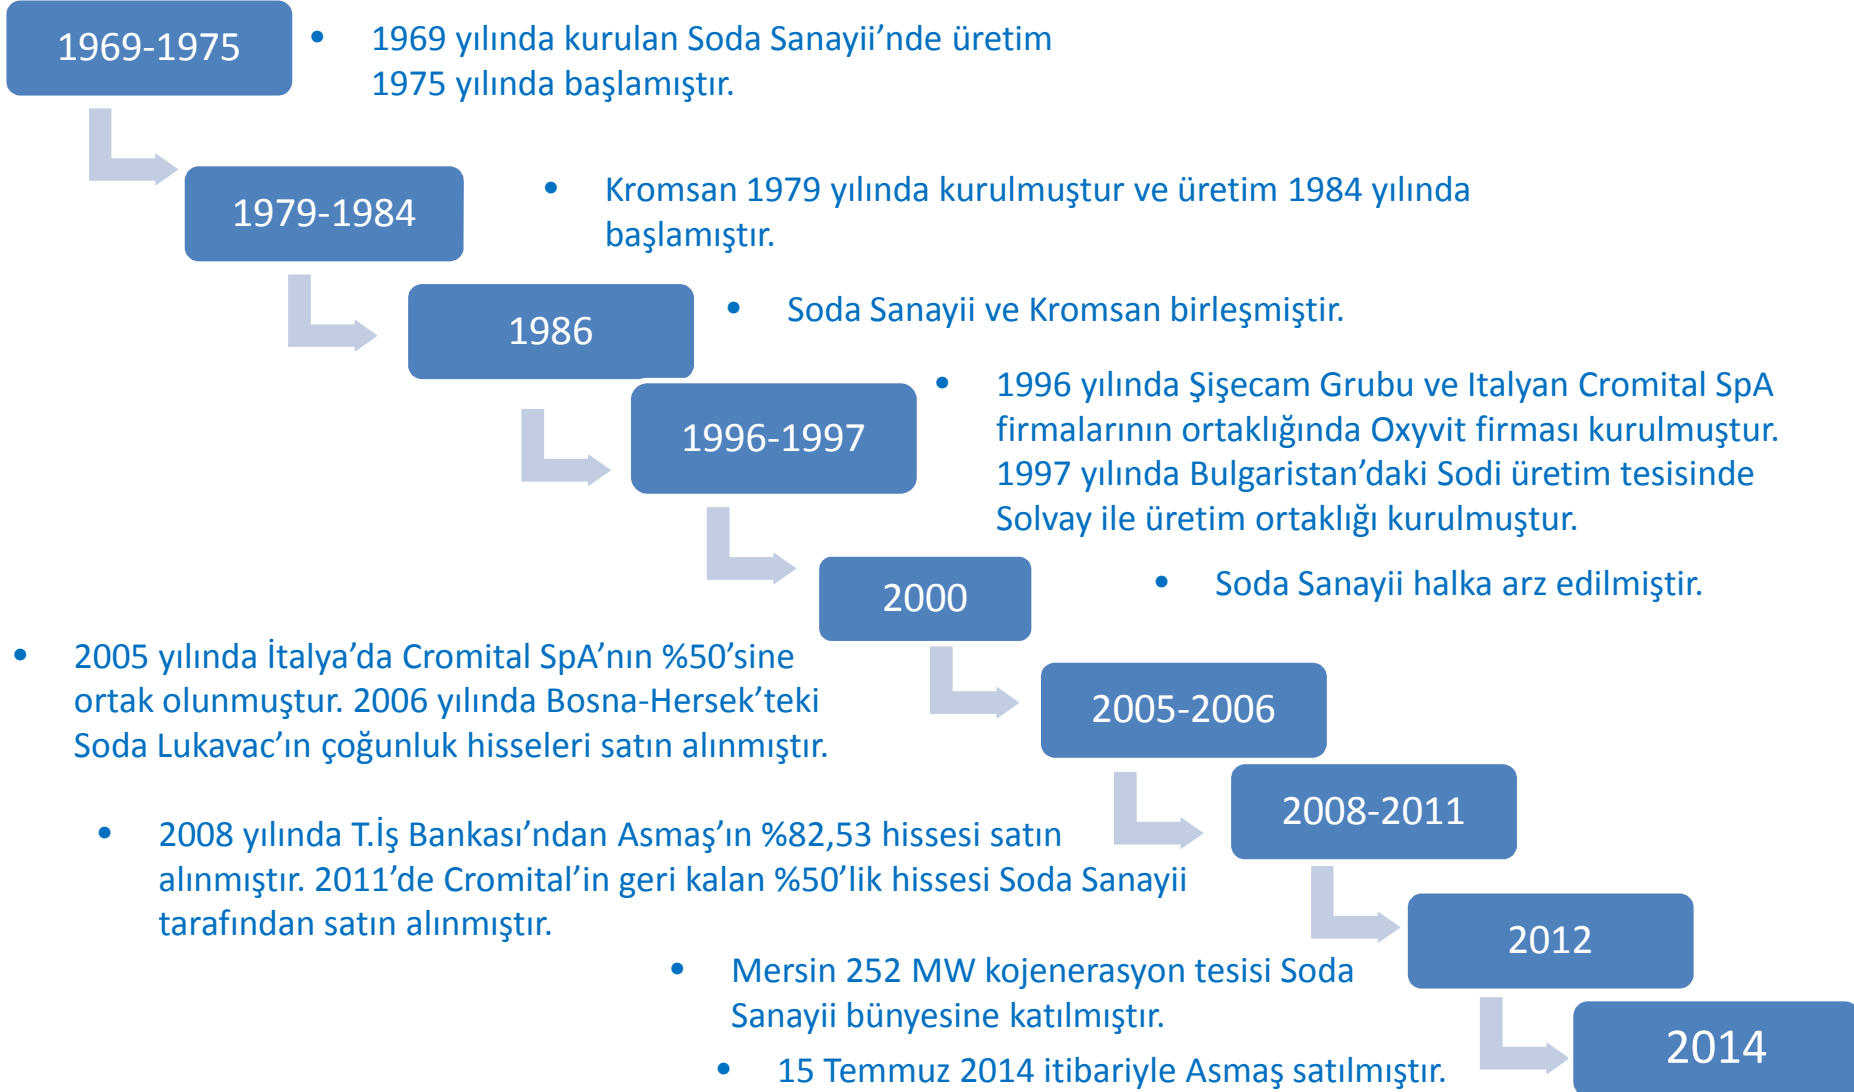 1969-1975
• 1969 yılında kurulan Soda Sanayii’nde üretim
1975 yılında başlamıştır.
1979-1984
• Kromsan 1979 yılında kurulmuştur ve üretim 1984 yılında
başlamıştır.
1986
• Soda Sanayii ve Kromsan birleşmiştir.
1996-1997
• 1996 yılında Şişecam Grubu ve Italyan Cromital SpA
firmalarının ortaklığında Oxyvit firması kurulmuştur.
1997 yılında Bulgaristan’daki Sodi üretim tesisinde
Solvay ile üretim ortaklığı kurulmuştur.
2000
• Soda Sanayii halka arz edilmiştir.
2005-2006
• 2005 yılında İtalya’da Cromital SpA’nın %50’sine
ortak olunmuştur. 2006 yılında Bosna-Hersek’teki
Soda Lukavac’ın çoğunluk hisseleri satın alınmıştır.
2008-2011
• 2008 yılında T.İş Bankası’ndan Asmaş’ın %82,53 hissesi satın
alınmıştır. 2011’de Cromital’in geri kalan %50’lik hissesi Soda Sanayii
tarafından satın alınmıştır.
2012
• Mersin 252 MW kojenerasyon tesisi Soda
Sanayii bünyesine katılmıştır.
2014
• 15 Temmuz 2014 itibariyle Asmaş satılmıştır.